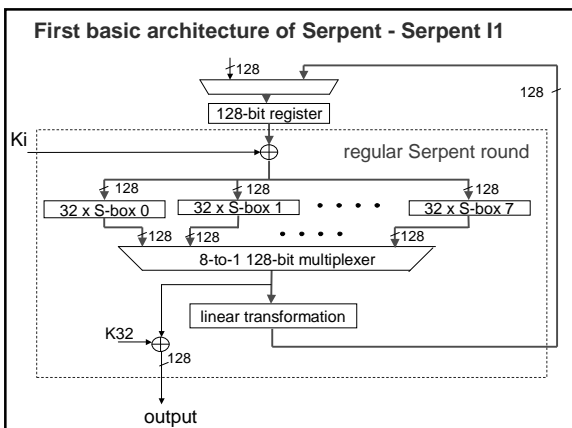 First basic architecture of Serpent - Serpent I1
128
128
128-bit register
Ki
regular Serpent round
128
128
128
32 x S-box 0
32 x S-box 1
32 x S-box 7
128
128
128
8-to-1 128-bit multiplexer
linear transformation
K32
128
output